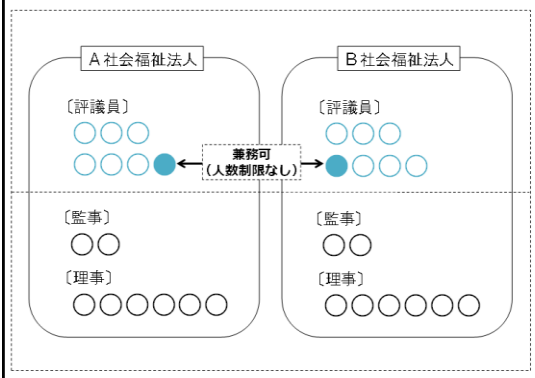 A社会福祉法人
B社会福祉法人
〔評議員〕
〔評議員〕
兼務可
(人数制限なし)
〔監事〕
〔監事〕
〔理事〕
〔理事〕